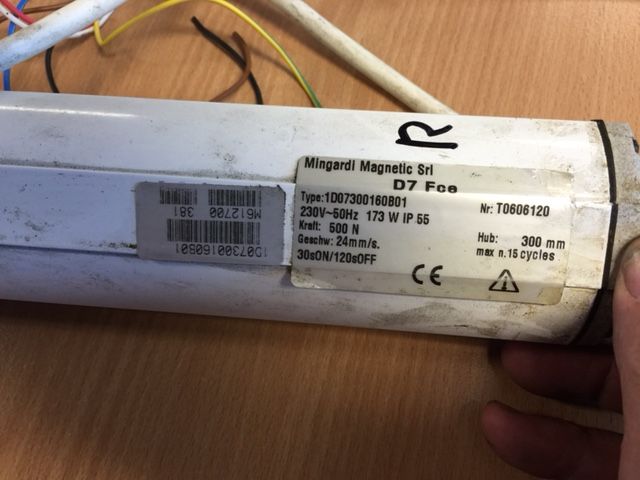 R
Mingardi Magnetic Srl
D7 Fce
Type: 1D07300160B01
Nr: T0606120
230V~50Hz 173 W IP 55
Kraft: 500 N
Hub: 300 mm
Geschw: 24mm/s.
max n. 15 cycles
30sON/120sOFF
CE
1D07300160B01
M612700 381